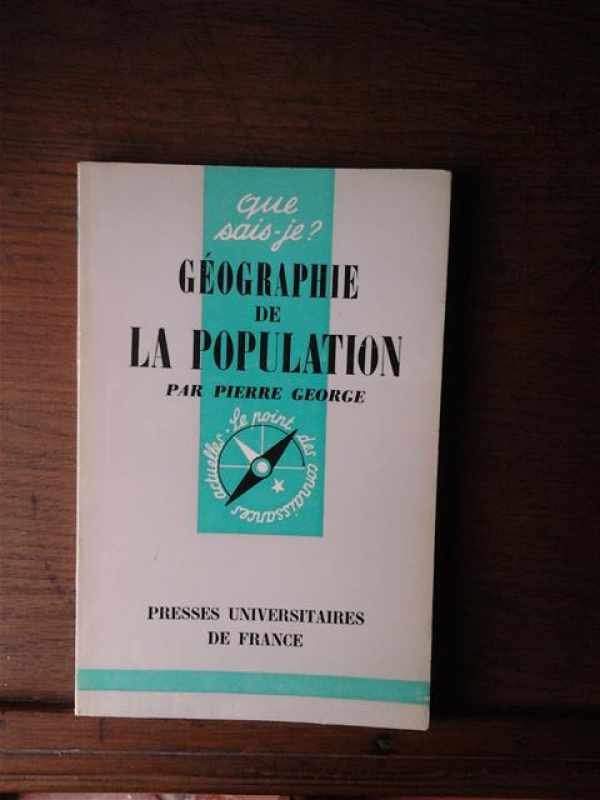 que
sais-je?
GÉOGRAPHIE
DE
LA POPULATION
PAR PIERRE GEORGE
Le point des connaissances actuelles.
PRESSES UNIVERSITAIRES
DE FRANCE